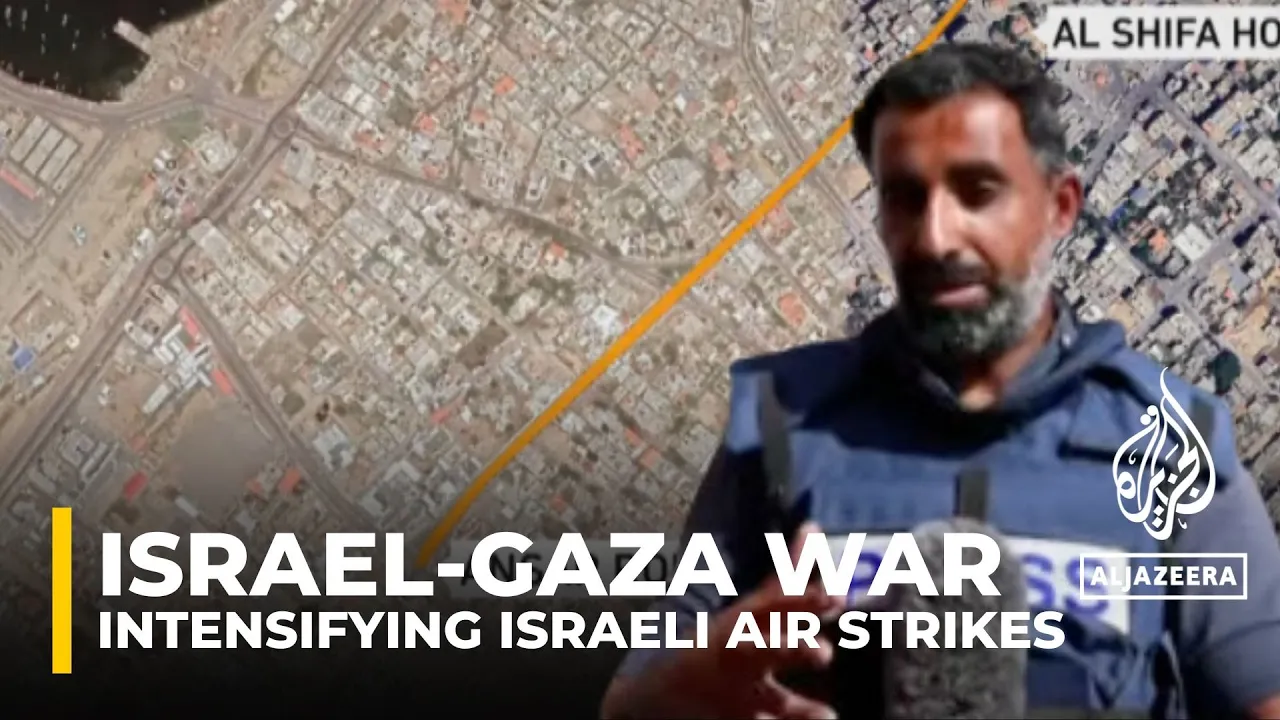 AL SHIFA HO
ISRAEL-GAZA WAR
INTENSIFYING ISRAELI AIR STRIKES
الجزيرة
ALJAZEERA